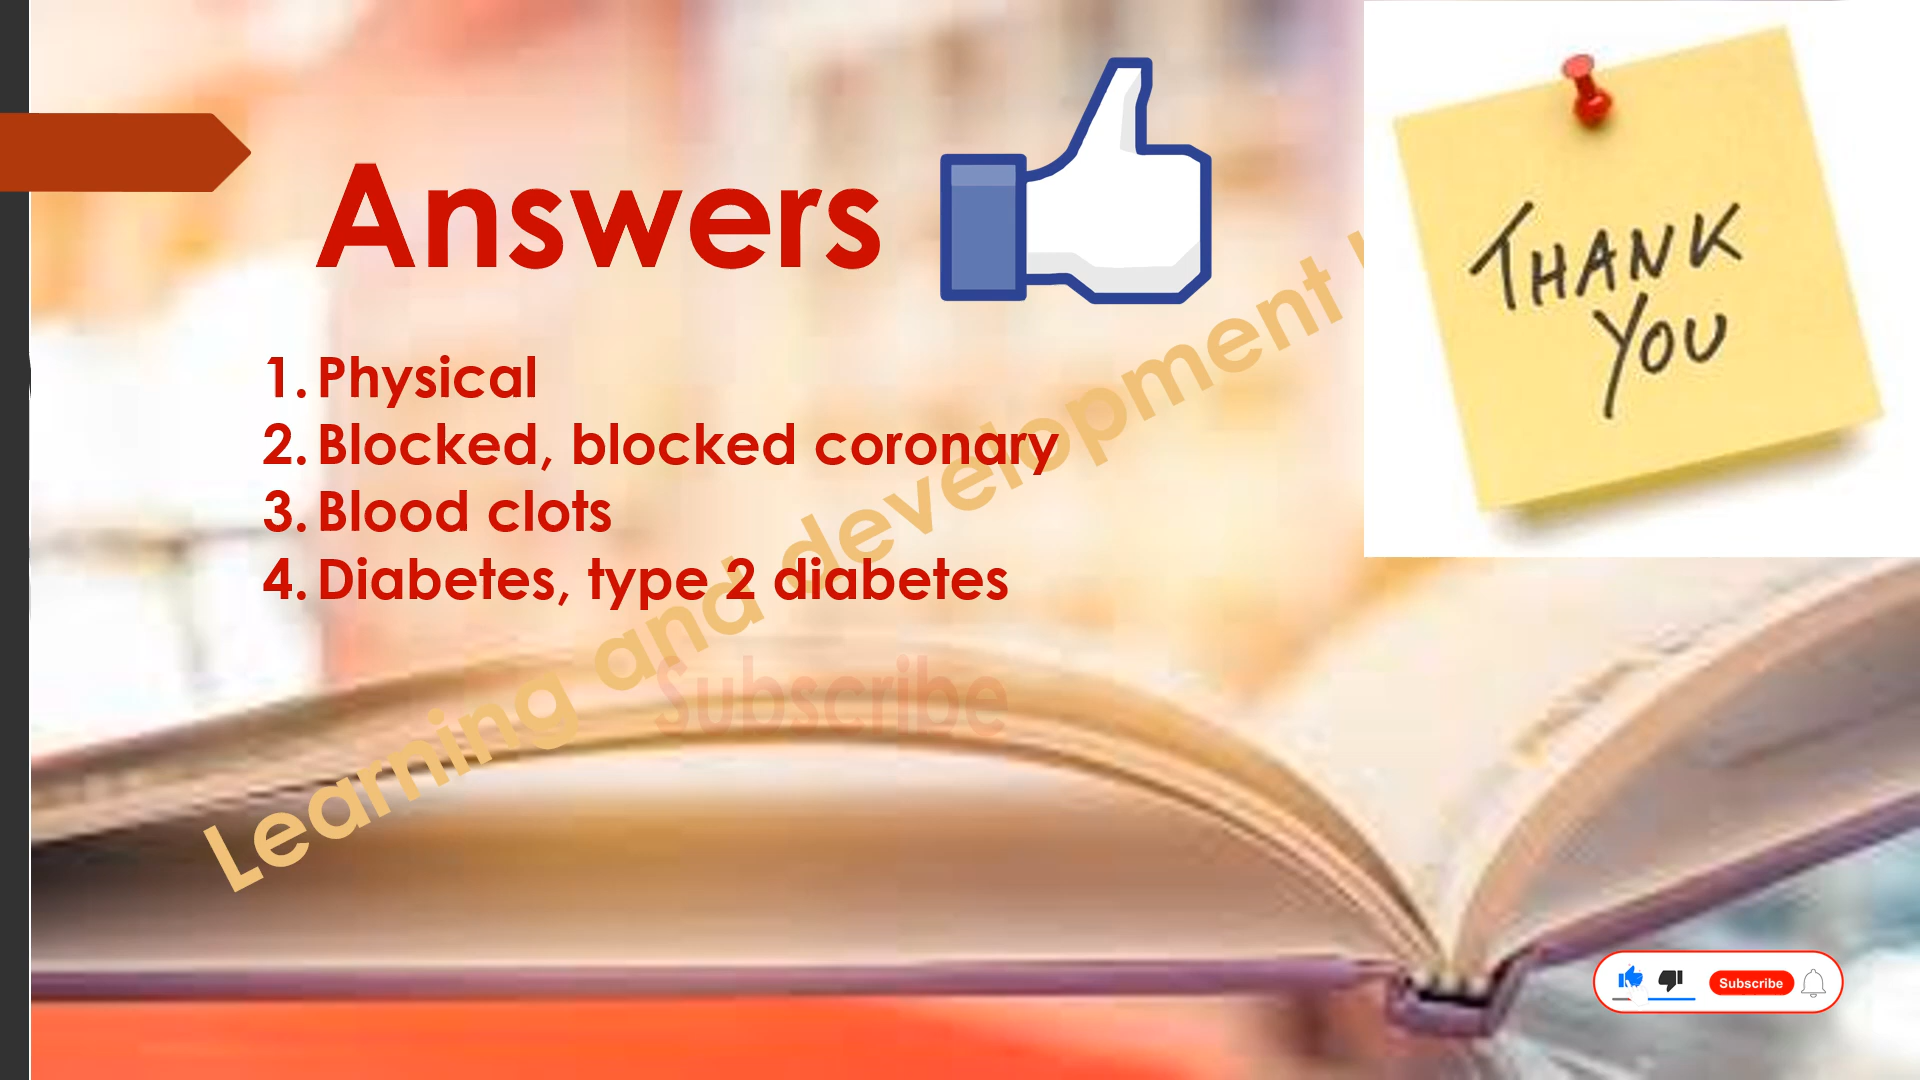 Answers
THANK
YOU
1. Physical
2. Blocked, blocked coronary
3. Blood clots
4. Diabetes, type 2 diabetes
Learning and development
Subscribe
Subscribe